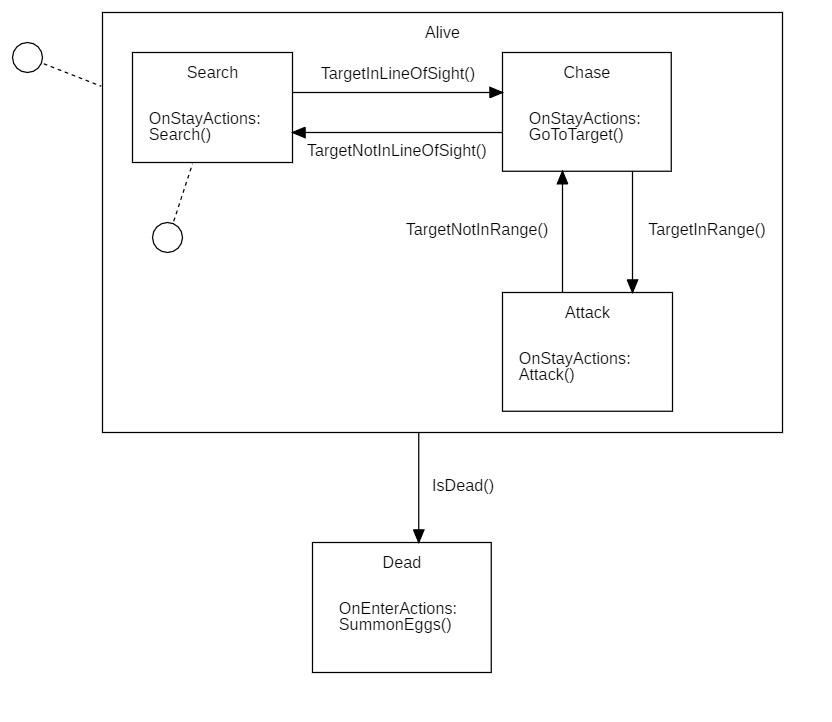 Alive
Search
OnStayActions:
Search()
TargetInLineOfSight()
TargetNotInLineOfSight()
Chase
OnStayActions:
GoToTarget()
TargetNotInRange()
TargetInRange()
Attack
OnStayActions:
Attack()
IsDead()
Dead
OnEnterActions:
SummonEggs()